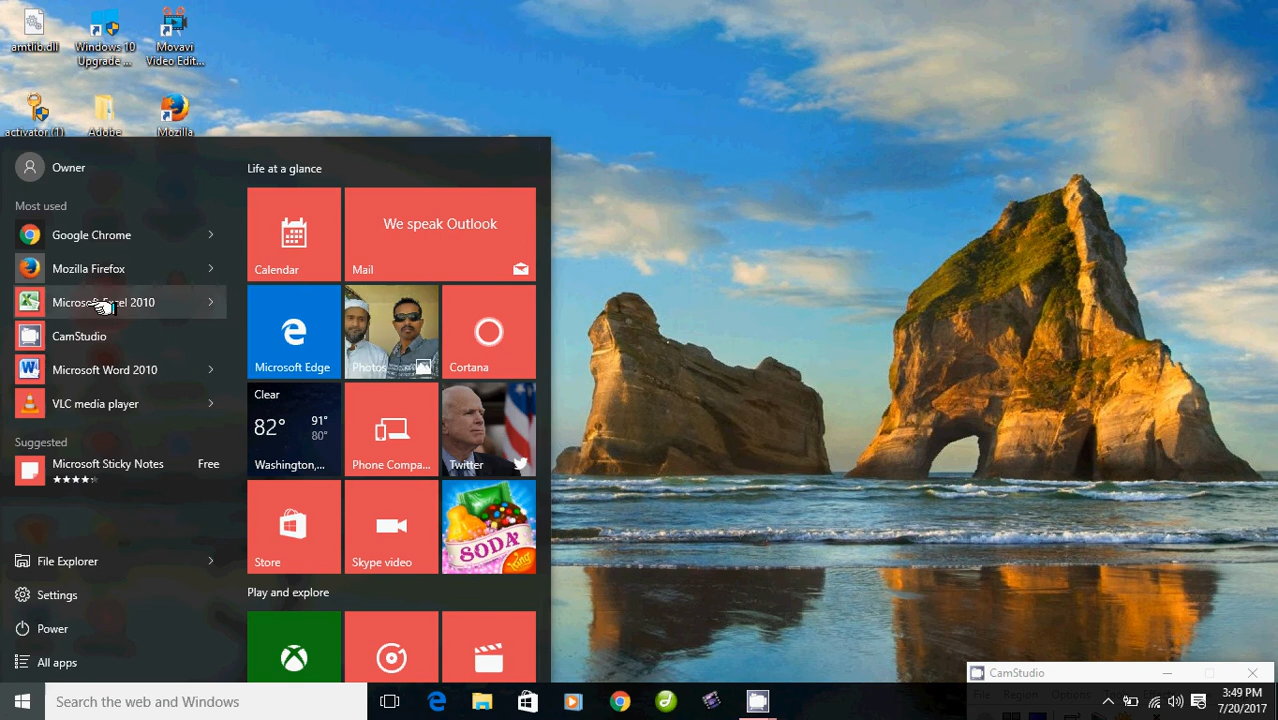 amtlib.dll
Windows 10
Upgrade ...
Movavi
Video Edit...
activator (1)
Adobe
Mozilla
Owner
Most used
Google Chrome
Mozilla Firefox
Microsoft Excel 2010
CamStudio
Microsoft Word 2010
VLC media player
Suggested
Microsoft Sticky Notes
Free
File Explorer
Settings
Power
All apps
Life at a glance
Calendar
We speak Outlook
Mail
Microsoft Edge
Photos
Cortana
Clear
82°
91°
80°
Washington,...
Phone Compa...
Twitter
Store
Skype video
SODA
King
Play and explore
Search the web and Windows
CamStudio
File Region Options
3:49 PM
7/20/2017